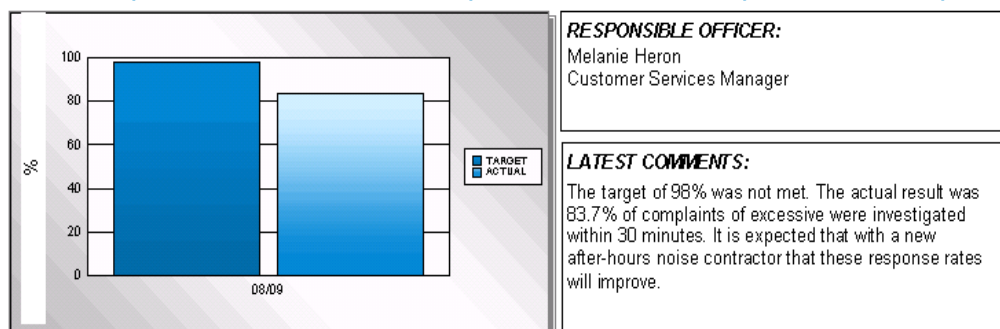 100
80
60
40
20
0
%
08/09
TARGET
ACTUAL
RESPONSIBLE OFFICER:
Melanie Heron
Customer Services Manager
LATEST COMMENTS:
The target of 98% was not met. The actual result was
83.7% of complaints of excessive were investigated
within 30 minutes. It is expected that with a new
after-hours noise contractor that these response rates
will improve.